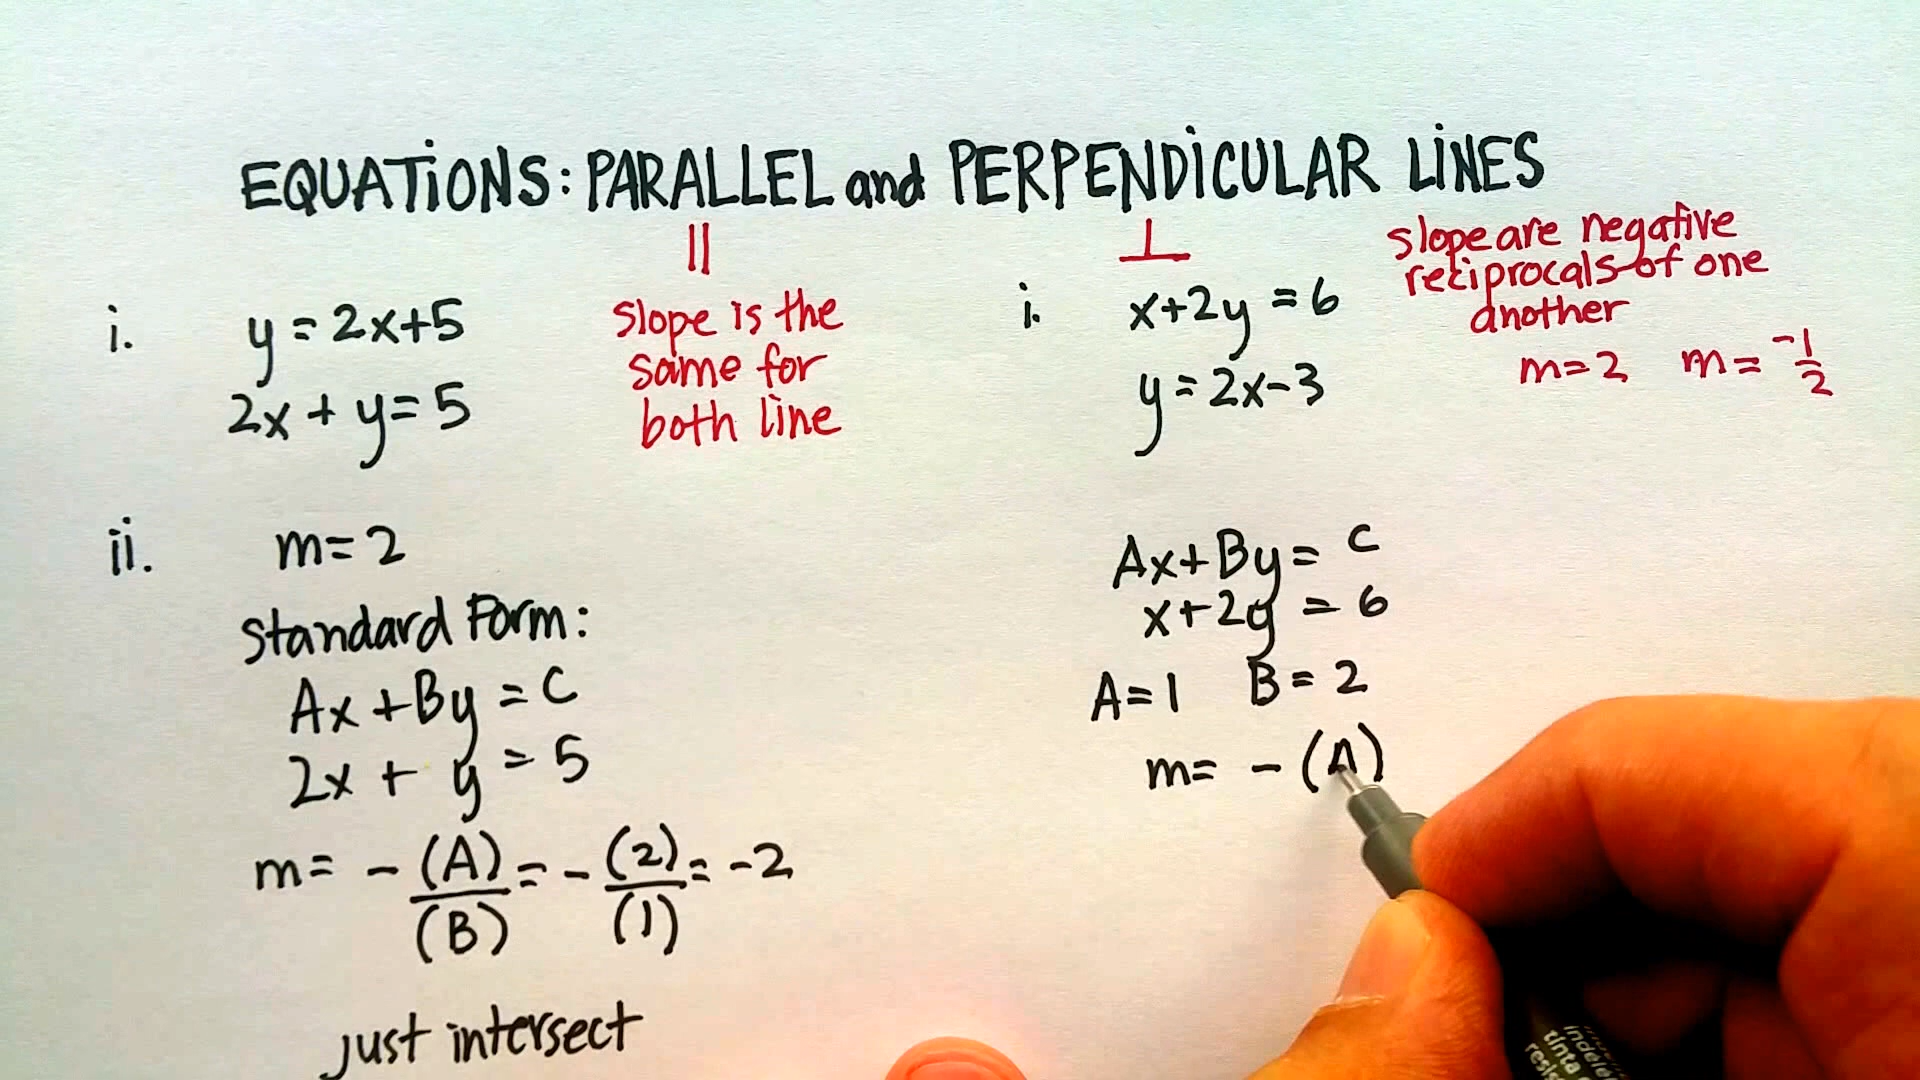 EQUATIONS: PARALLEL and PERPENDICULAR LINES
||
slope is the
same for
both line
i. y = 2x+5
2x + y = 5
ii. m = 2
Standard Form:
Ax + By = C
2x + y = 5
m = -(A)/(B) = -(2)/(1) = -2
just intersect
⊥
slope are negative
reciprocals of one
another
m = 2 m = -1/2
i. x+2y = 6
y = 2x-3
Ax+By = C
x+2y = 6
A=1 B=2
m= -(A)
tinta